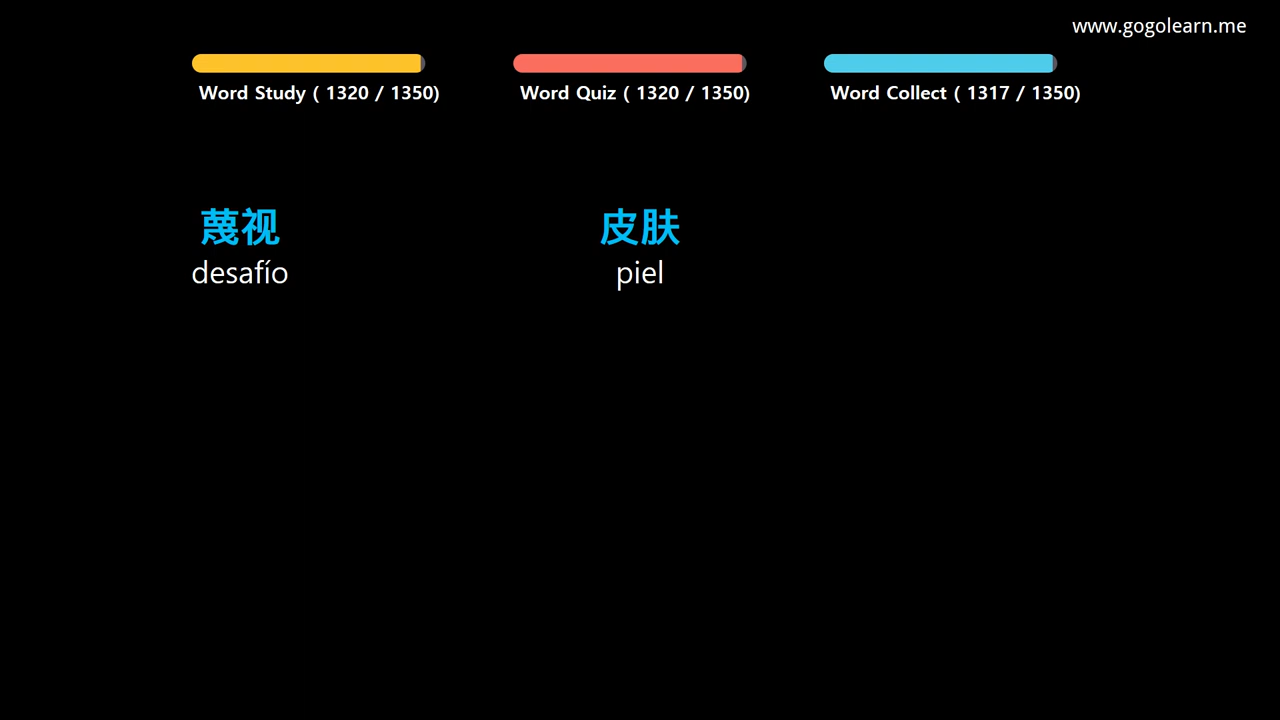 www.gogolearn.me
Word Study ( 1320 / 1350)
Word Quiz ( 1320 / 1350)
Word Collect ( 1317 / 1350)
蔑视
皮肤
desafío
piel